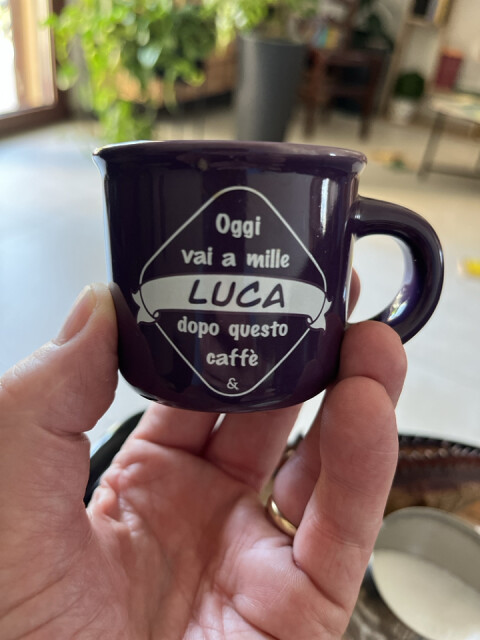 Oggi
vai a mille
LUCA
dopo questo
caffè
&